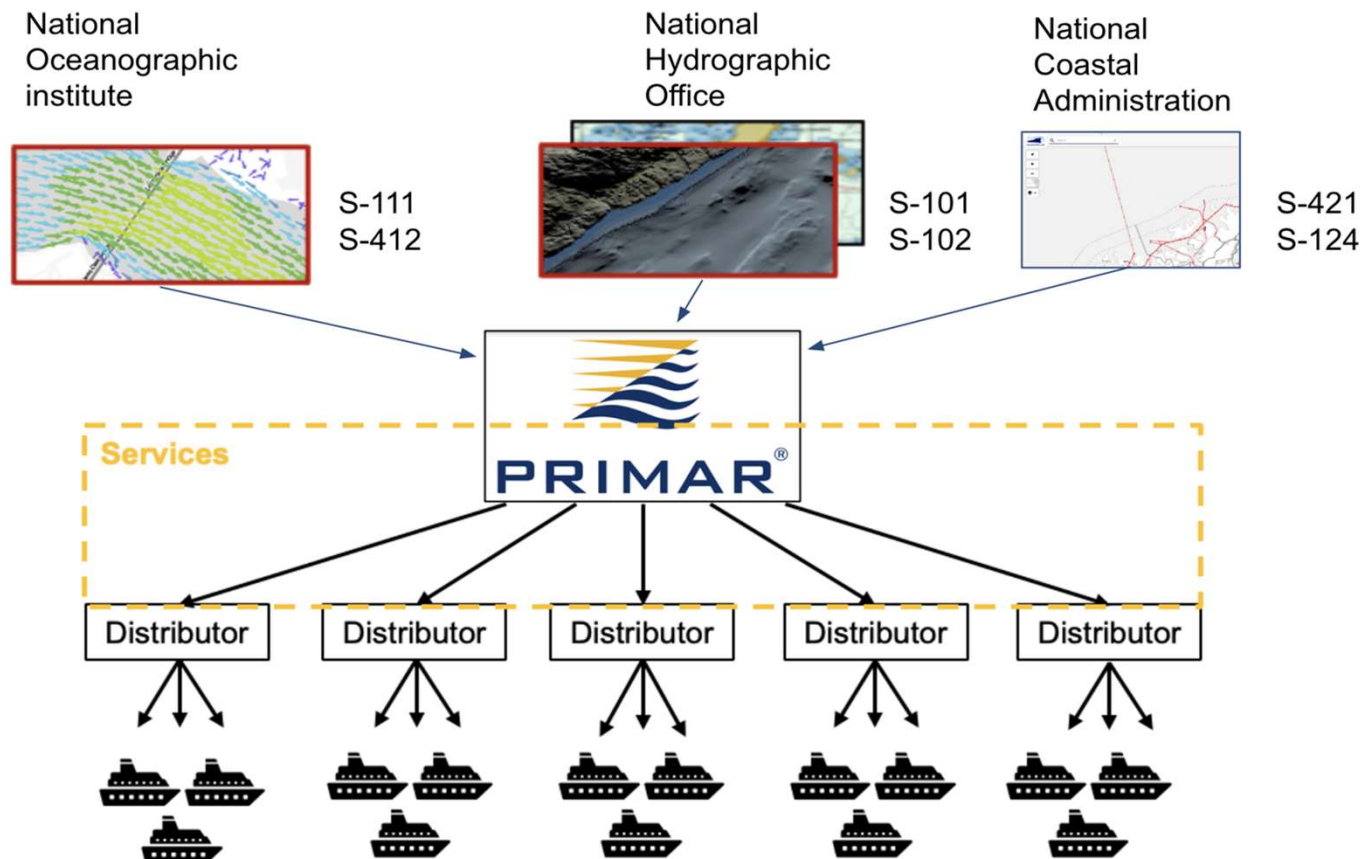 National
Oceanographic
institute
National
Hydrographic
Office
National
Coastal
Administration
S-111
S-412
S-101
S-102
S-421
S-124
Services
PRIMAR®
Distributor
Distributor
Distributor
Distributor
Distributor